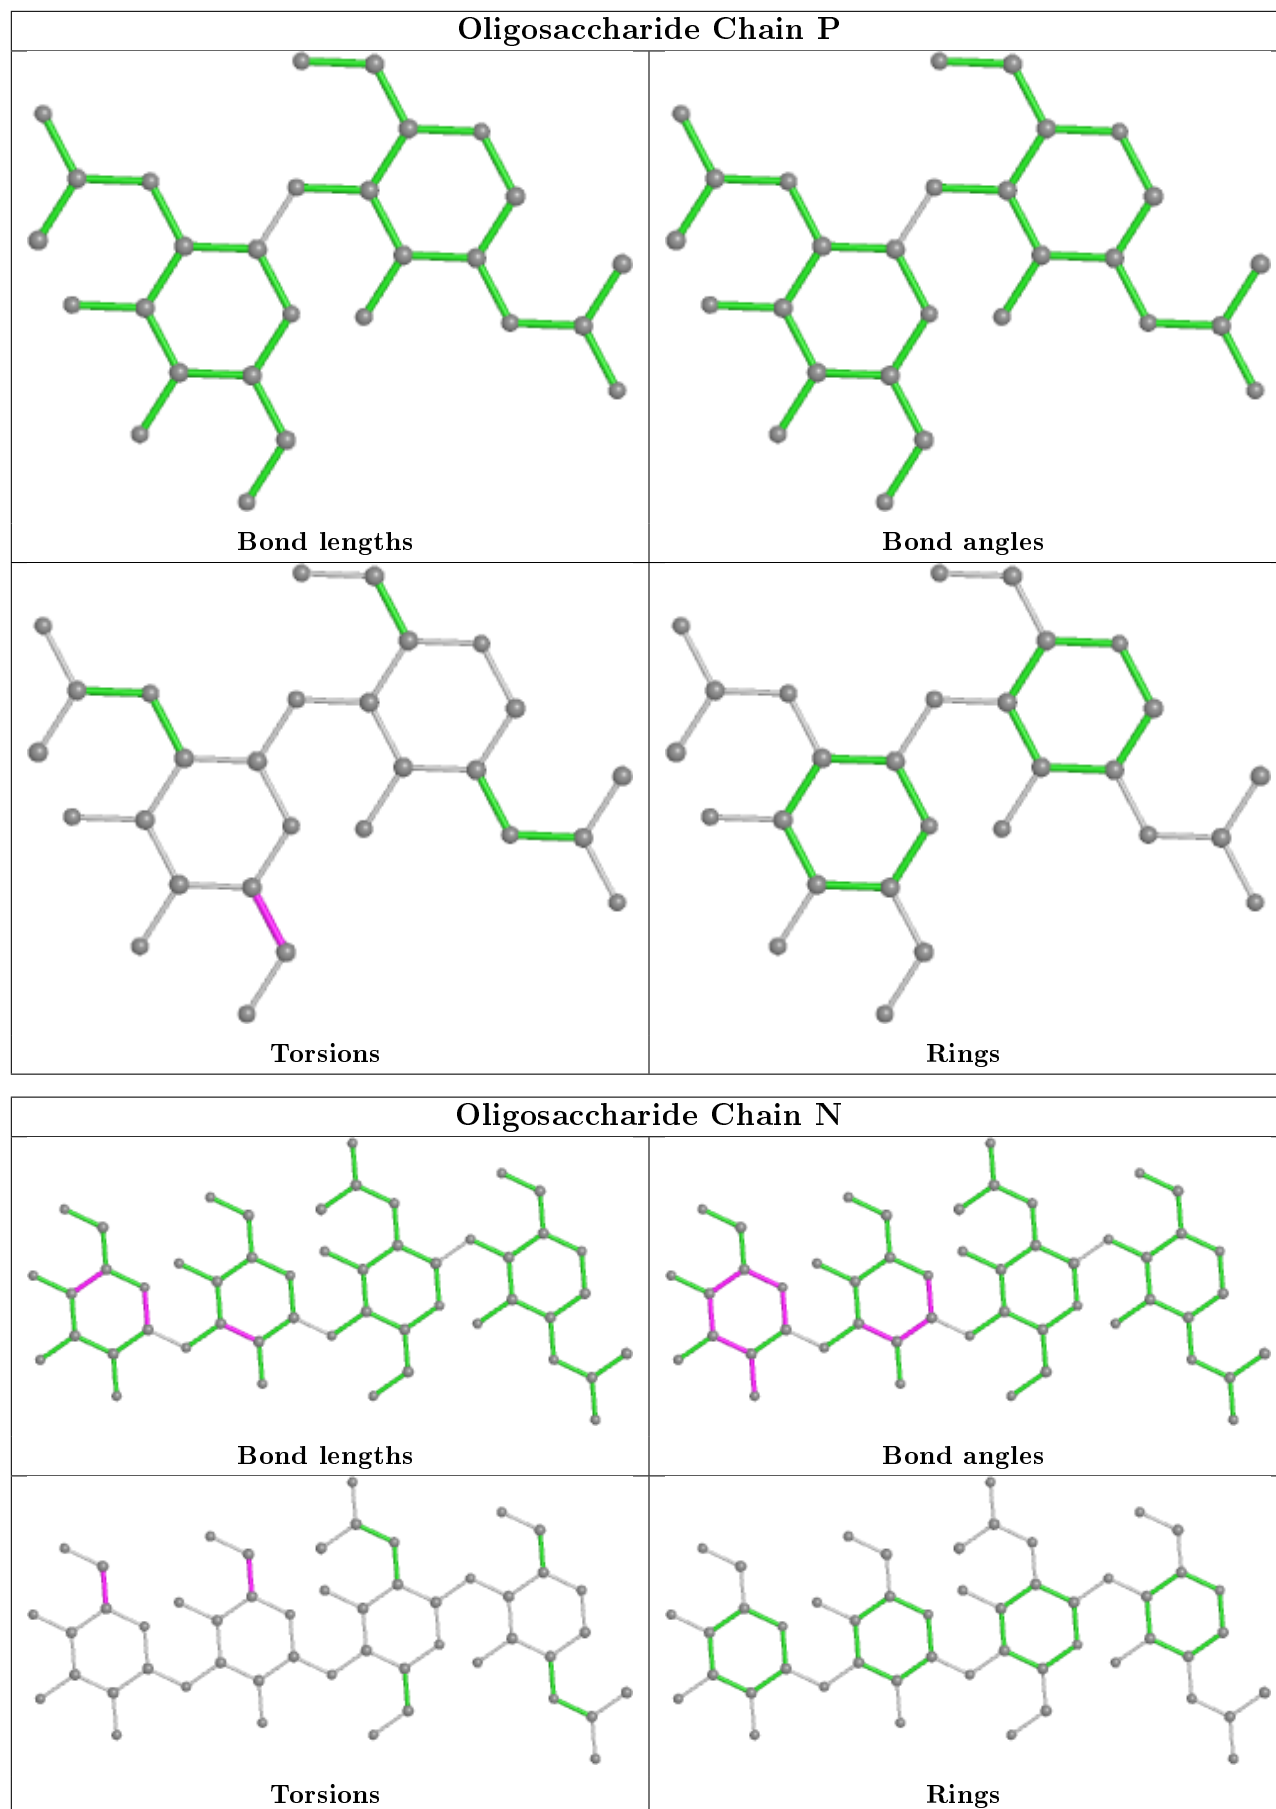 Oligosaccharide Chain P
Bond lengths
Bond angles
Torsions
Rings
Oligosaccharide Chain N
Bond lengths
Bond angles
Torsions
Rings